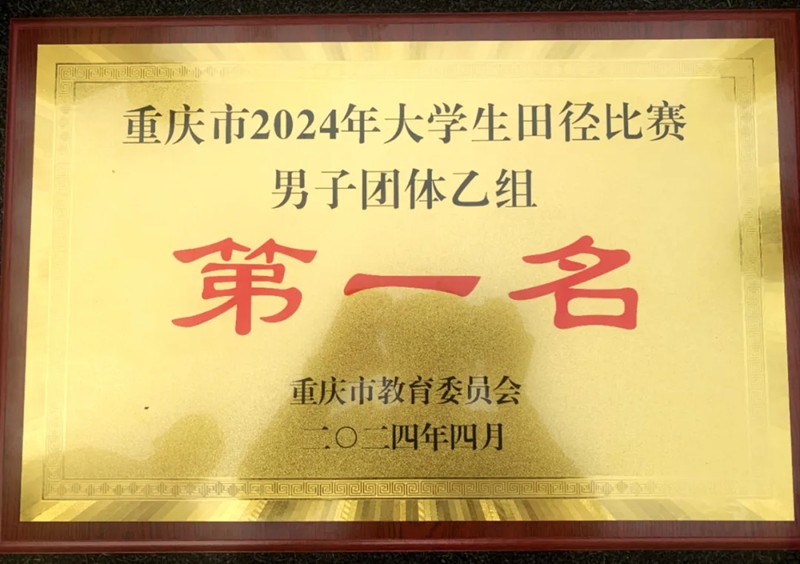 重庆市2024年大学生田径比赛
男子团体乙组
第一名
重庆市教育委员会
二〇二四年四月